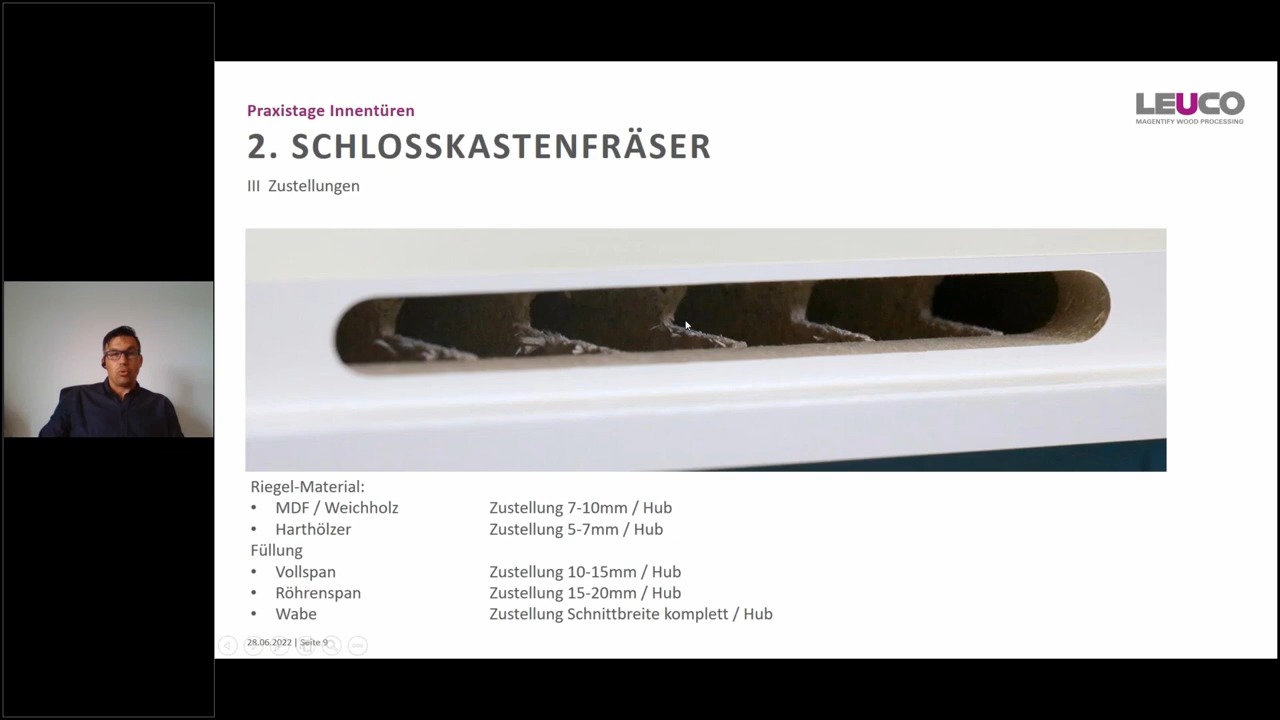 Praxistage Innentüren
LEUCO
MAGENTIFY WOOD PROCESSING
2. SCHLOSSKASTENFRÄSER
III Zustellungen
Riegel-Material:
• MDF / Weichholz Zustellung 7-10mm / Hub
• Harthölzer Zustellung 5-7mm / Hub
Füllung
• Vollspan Zustellung 10-15mm / Hub
• Röhrenspan Zustellung 15-20mm / Hub
• Wabe Zustellung Schnittbreite komplett / Hub
28.06.2022 | Seite 9